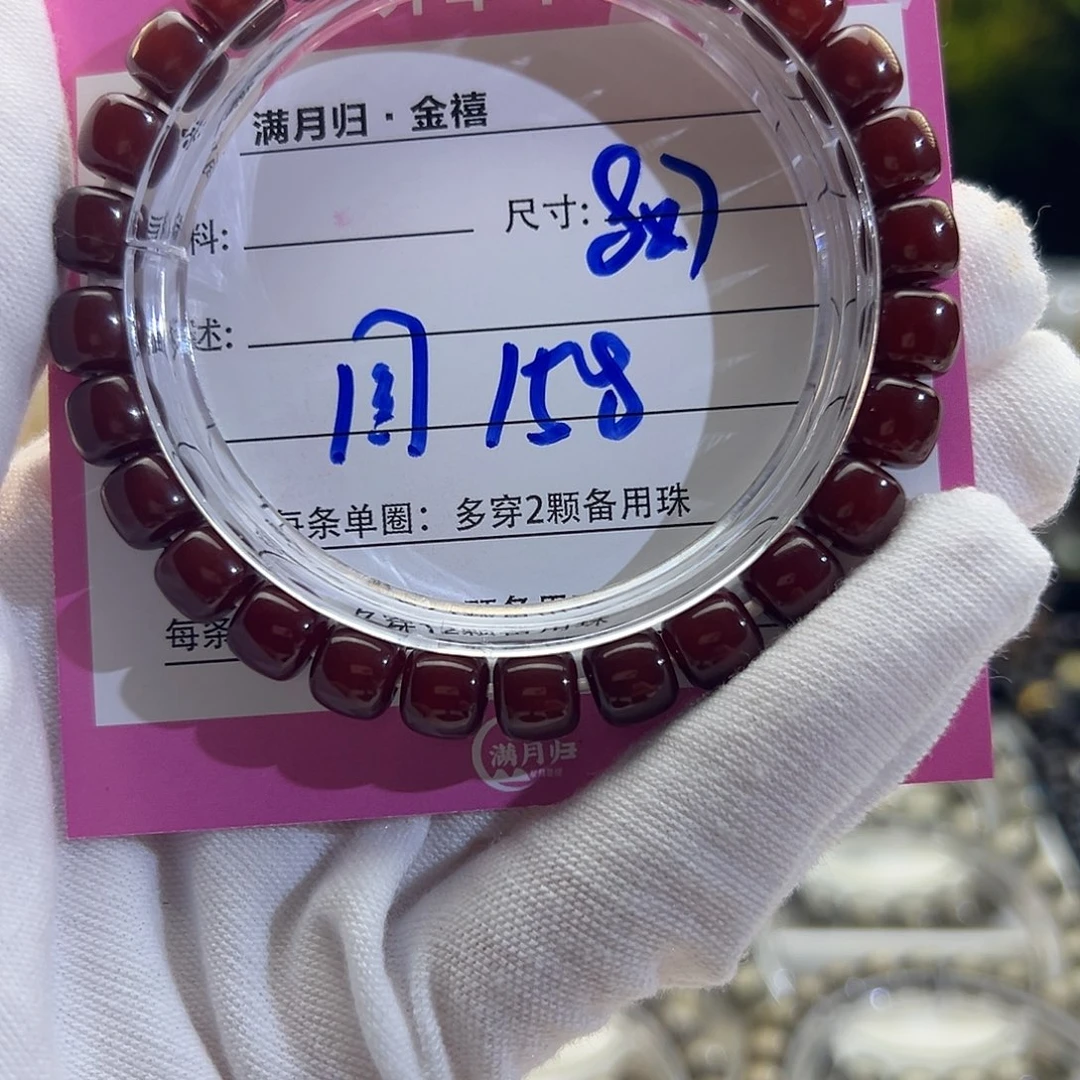 满月归·金禧
料:
尺寸: 8x7
述:
周 158
每条单圈：多穿2颗备用珠
每条
满月归